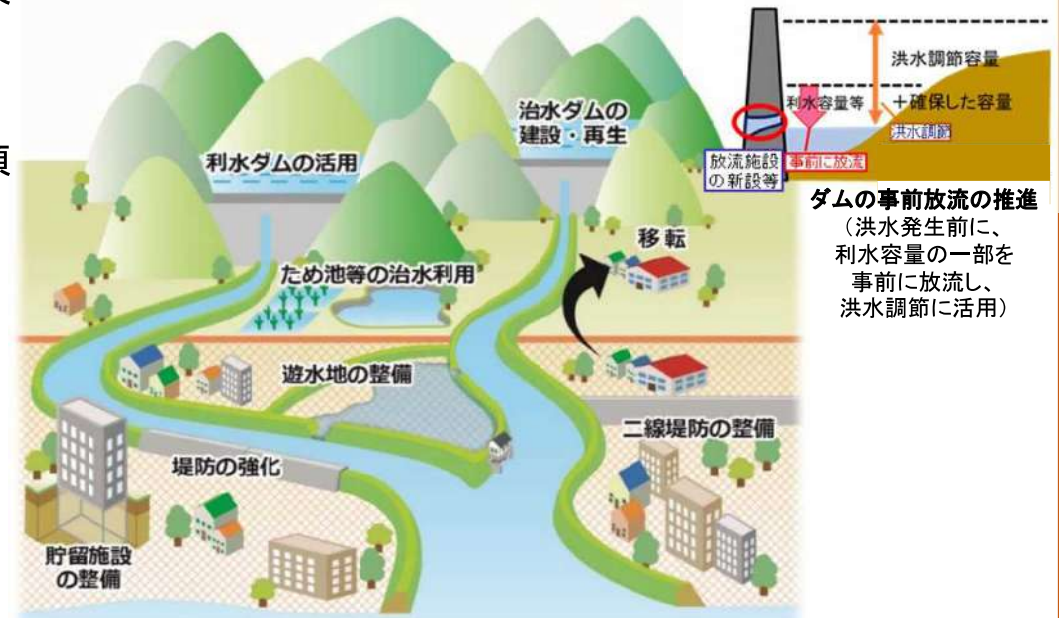 治水ダムの
建設・再生
利水ダムの活用
移転
ため池等の治水利用
遊水地の整備
二線堤防の整備
堤防の強化
貯留施設
の整備
洪水調節容量
利水容量等
＋確保した容量
洪水調節
放流施設
の新設等
事前に放流
ダムの事前放流の推進
（洪水発生前に、
利水容量の一部を
事前に放流し、
洪水調節に活用）